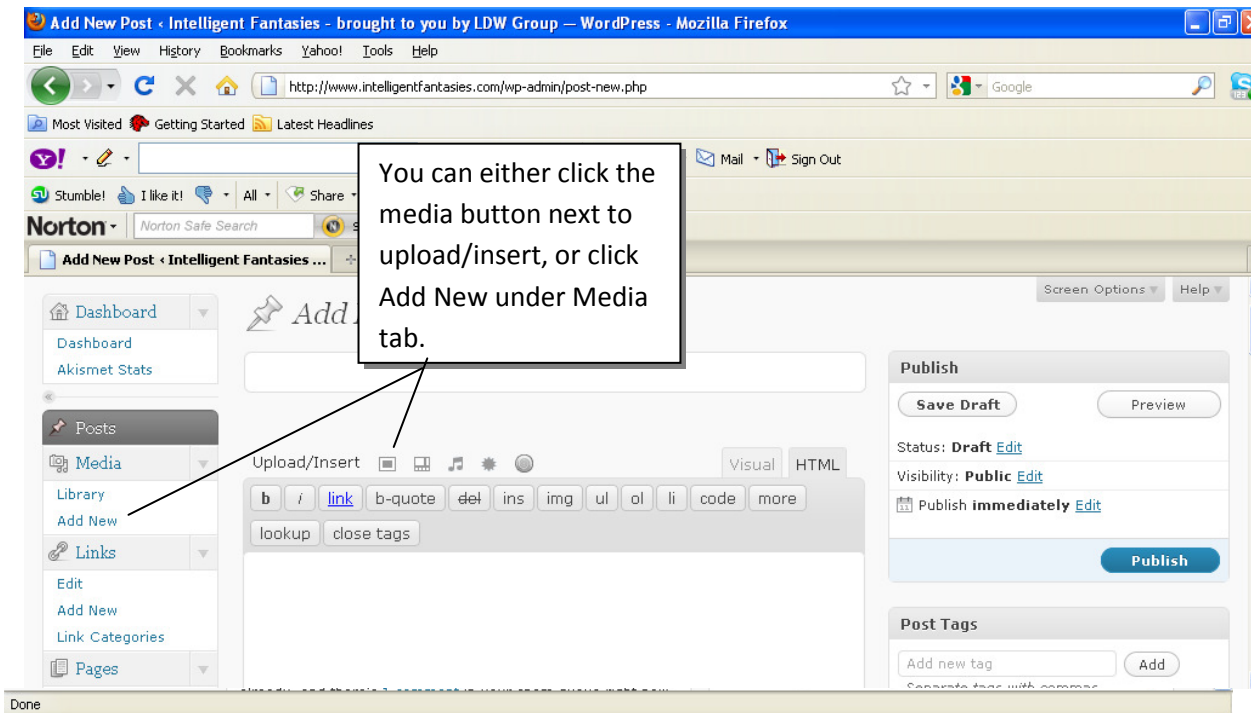 Add New Post ‹ Intelligent Fantasies - brought to you by LDW Group — WordPress - Mozilla Firefox
File Edit View History Bookmarks Yahoo! Tools Help
http://www.intelligentfantasies.com/wp-admin/post-new.php
Google
Most Visited Getting Started Latest Headlines
Mail Sign Out
Stumble! I like it! All Share
Norton Norton Safe Search
Add New Post ‹ Intelligent Fantasies ...
You can either click the
media button next to
upload/insert, or click
Add New under Media
tab.
Screen Options Help
Dashboard
Add
Dashboard
Akismet Stats
Posts
Media
Library
Add New
Links
Edit
Add New
Link Categories
Pages
Upload/Insert
Visual HTML
b i link b-quote del ins img ul ol li code more
lookup close tags
Publish
Save Draft Preview
Status: Draft Edit
Visibility: Public Edit
Publish immediately Edit
Publish
Post Tags
Add new tag Add
Separate tags with commas
Done